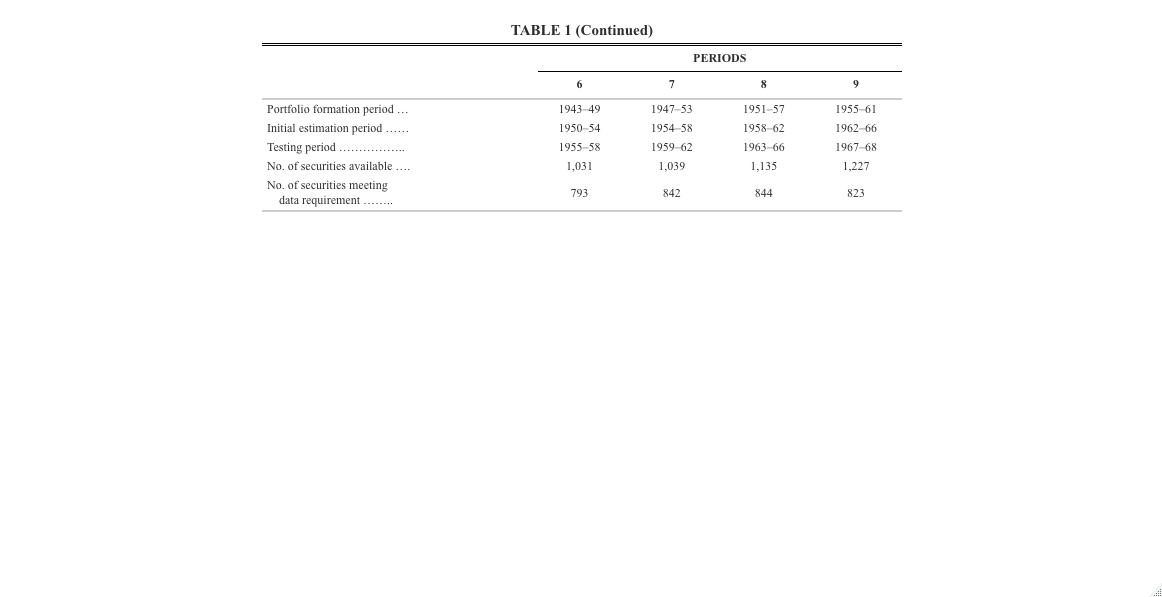 TABLE 1 (Continued)
PERIODS
6 7 8 9
Portfolio formation period … 1943–49 1947–53 1951–57 1955–61
Initial estimation period …… 1950–54 1954–58 1958–62 1962–66
Testing period …………….. 1955–58 1959–62 1963–66 1967–68
No. of securities available …. 1,031 1,039 1,135 1,227
No. of securities meeting
data requirement …….. 793 842 844 823